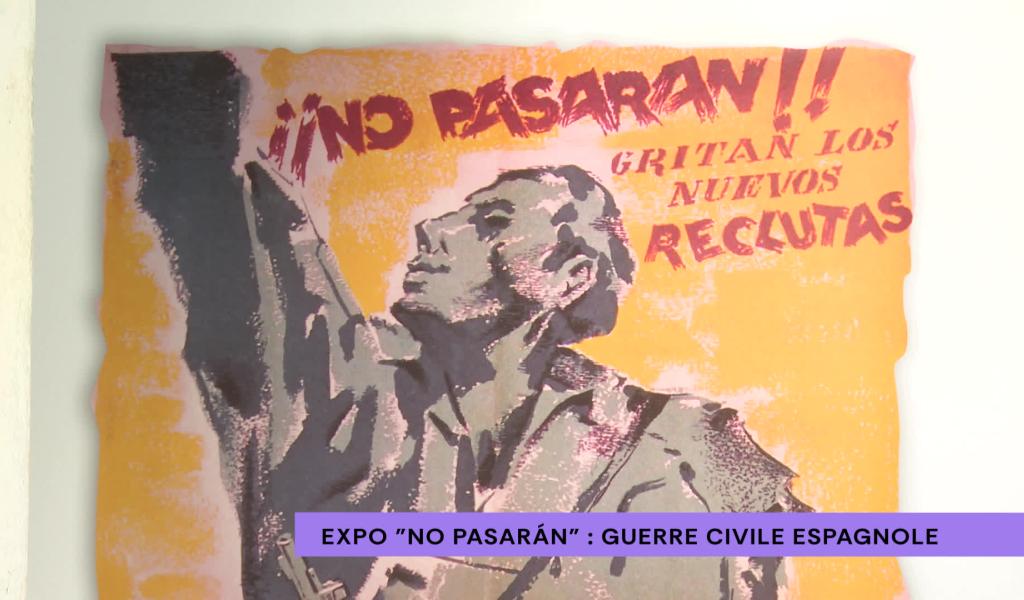 ¡¡NO PASARAN!!
GRITAN LOS
NUEVOS
RECLUTAS
EXPO ”NO PASARÁN” : GUERRE CIVILE ESPAGNOLE